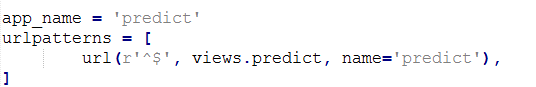 app_name = 'predict'
urlpatterns = [
        url(r'^$', views.predict, name='predict'),
]